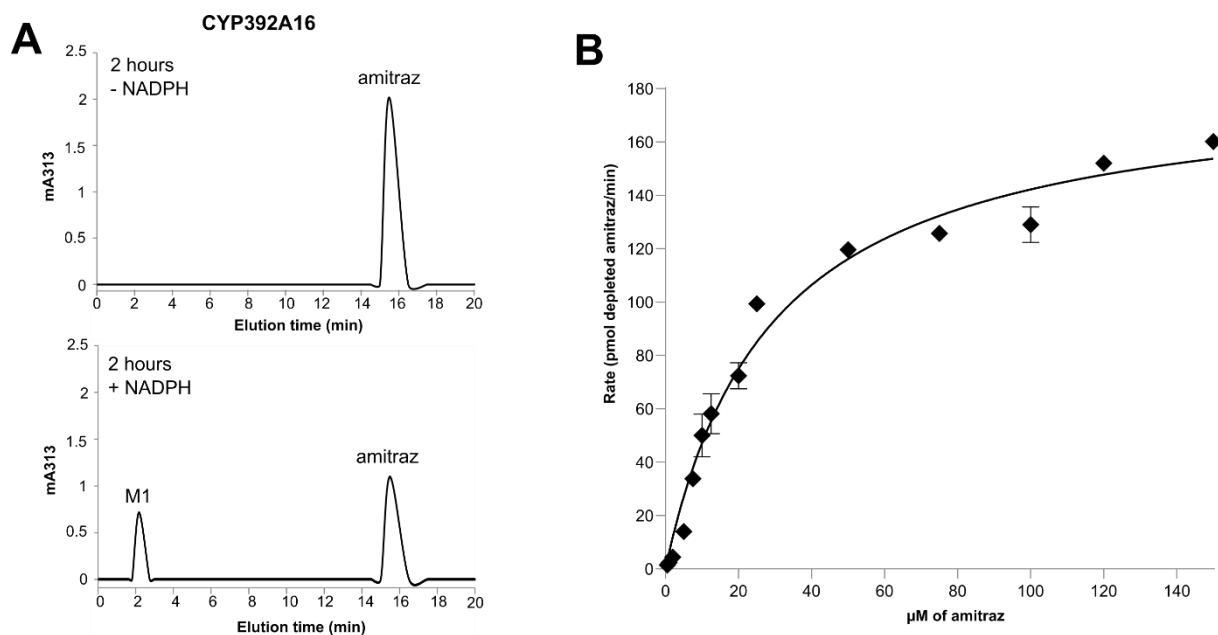 A
CYP392A16
2 hours
- NADPH
amitraz
mA313
2.5
2
1.5
1
0.5
0
0 2 4 6 8 10 12 14 16 18 20
Elution time (min)
2 hours
+ NADPH
M1
amitraz
mA313
2.5
2
1.5
1
0.5
0
0 2 4 6 8 10 12 14 16 18 20
Elution time (min)
B
Rate (pmol depleted amitraz/min)
180
160
140
120
100
80
60
40
20
0
0 20 40 60 80 100 120 140
µM of amitraz